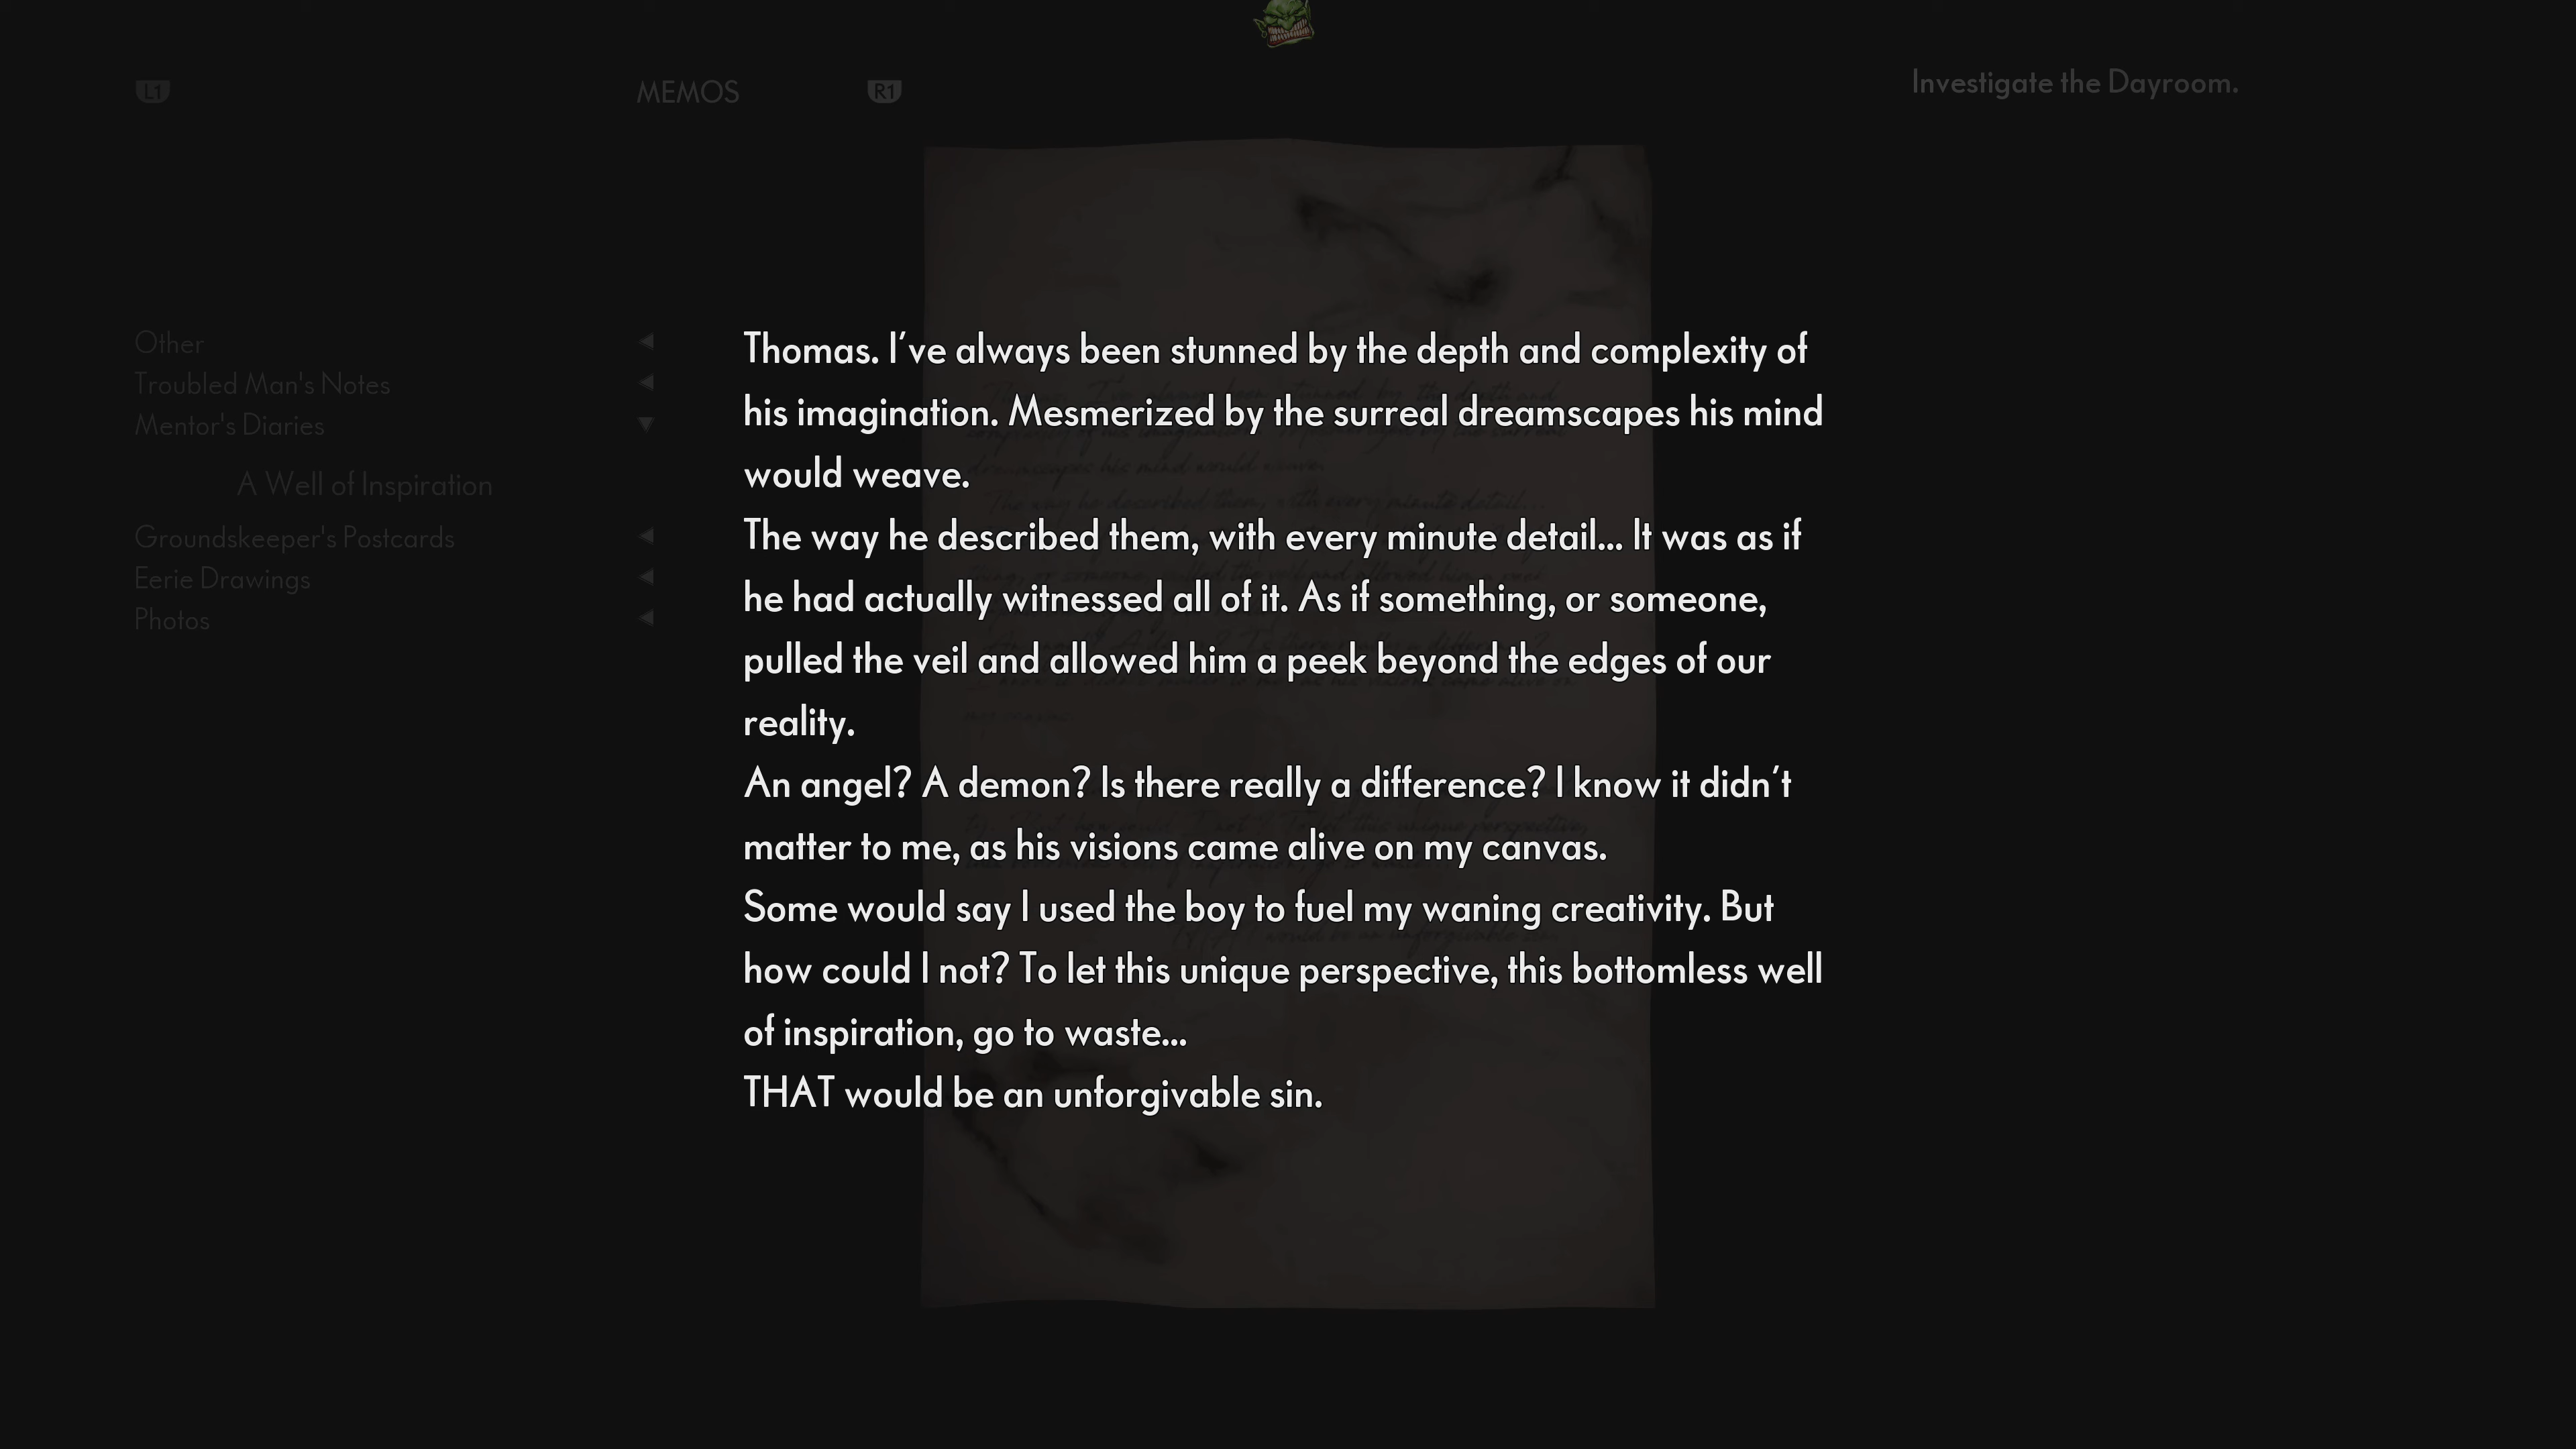 L1
MEMOS
R1
Investigate the Dayroom.
Other
Troubled Man's Notes
Mentor's Diaries
A Well of Inspiration
Groundskeeper's Postcards
Eerie Drawings
Photos
Thomas. I've always been stunned by the depth and complexity of
his imagination. Mesmerized by the surreal dreamscapes his mind
would weave.
The way he described them, with every minute detail... It was as if
he had actually witnessed all of it. As if something, or someone,
pulled the veil and allowed him a peek beyond the edges of our
reality.
An angel? A demon? Is there really a difference? I know it didn't
matter to me, as his visions came alive on my canvas.
Some would say I used the boy to fuel my waning creativity. But
how could I not? To let this unique perspective, this bottomless well
of inspiration, go to waste...
THAT would be an unforgivable sin.